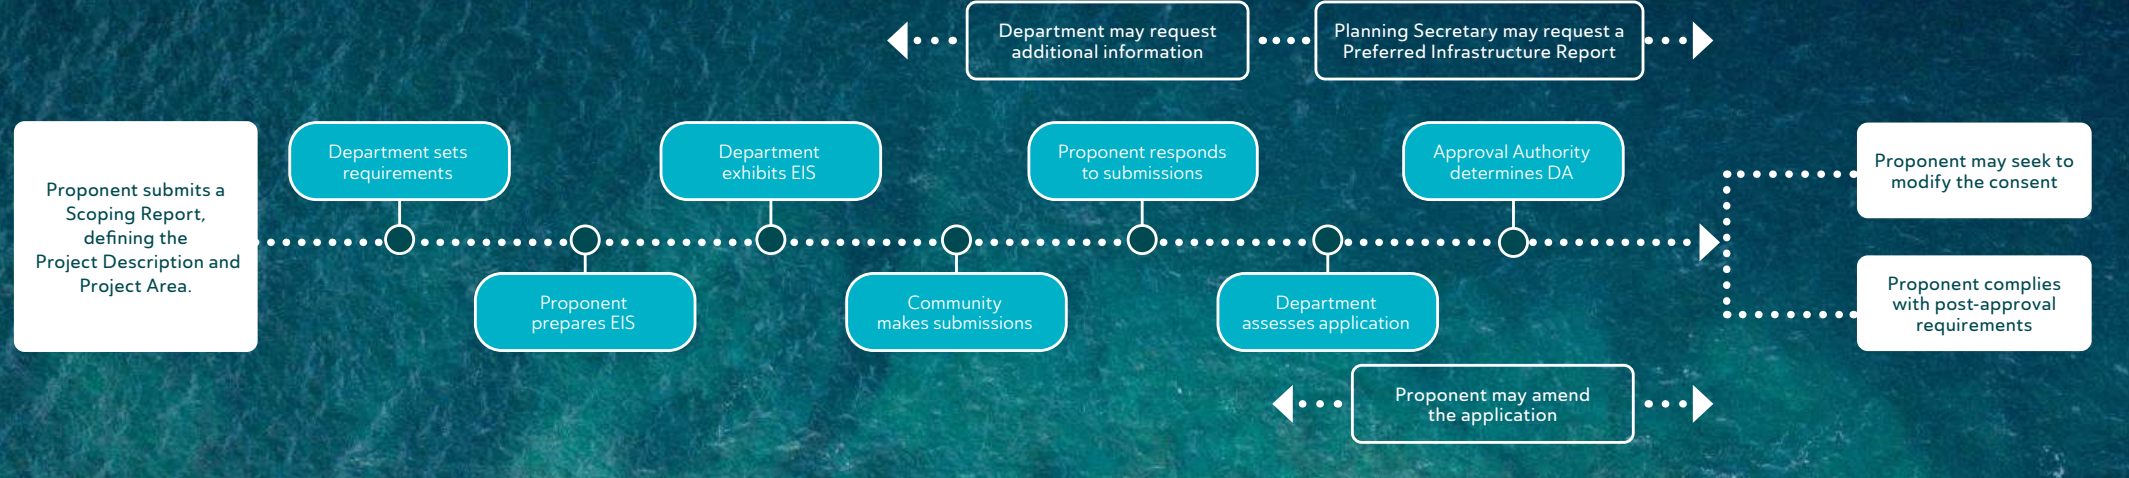 Department may request
additional information
Planning Secretary may request a
Preferred Infrastructure Report
Proponent submits a
Scoping Report,
defining the
Project Description and
Project Area.
Department sets
requirements
Proponent
prepares EIS
Department
exhibits EIS
Community
makes submissions
Proponent responds
to submissions
Department
assesses application
Approval Authority
determines DA
Proponent may amend
the application
Proponent may seek to
modify the consent
Proponent complies
with post-approval
requirements